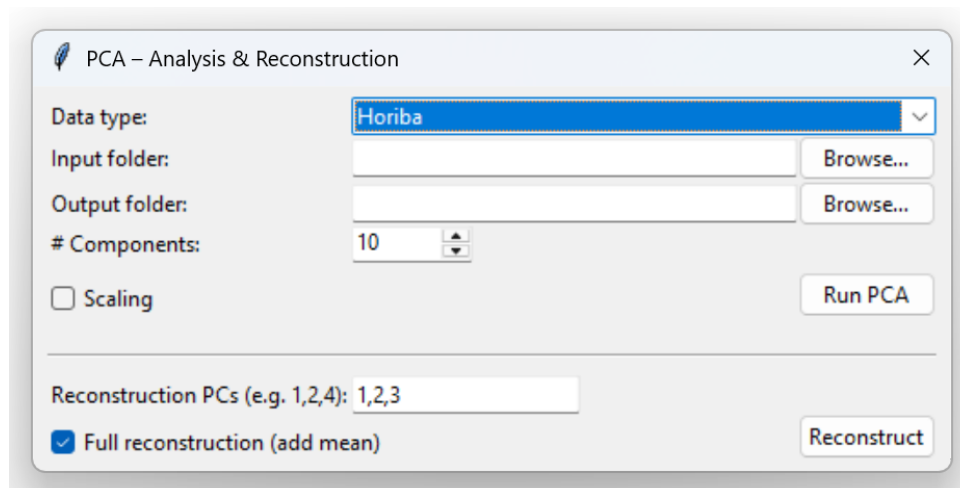 PCA – Analysis & Reconstruction
Data type: Horiba
Input folder: Browse...
Output folder: Browse...
# Components: 10
Scaling Run PCA
Reconstruction PCs (e.g. 1,2,4): 1,2,3
Full reconstruction (add mean) Reconstruct